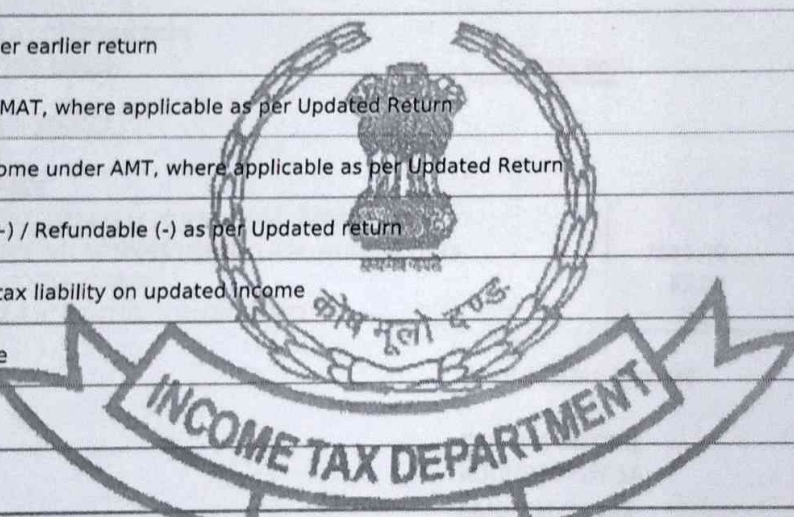 er earlier return
MAT, where applicable as per Updated Return
ome under AMT, where applicable as per Updated Return
-) / Refundable (-) as per Updated return
सत्यमेव जयते
tax liability on updated income
कोष मूलो दण्ड
e
INCOME TAX DEPARTMENT